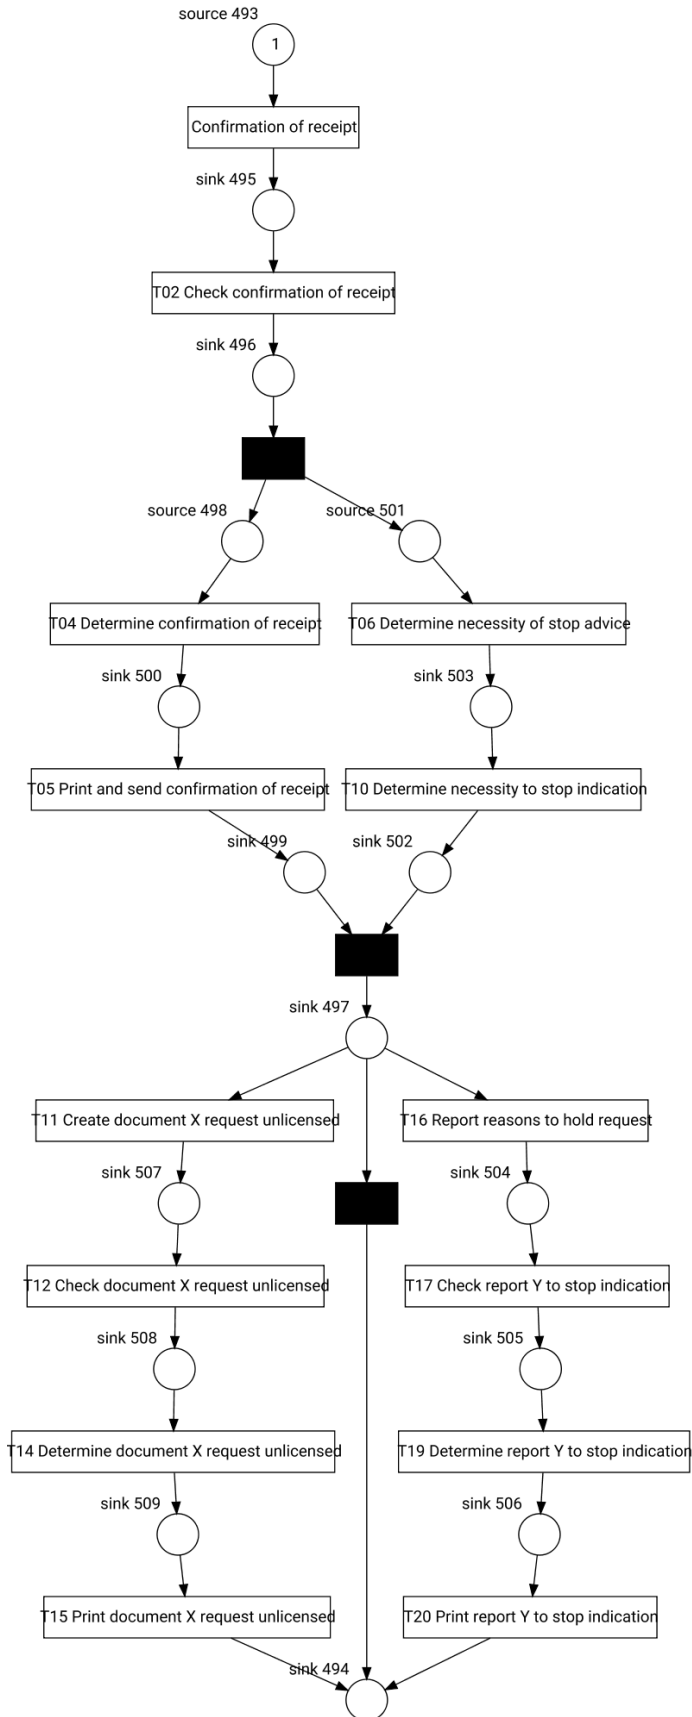 source 493
1
Confirmation of receipt
sink 495
T02 Check confirmation of receipt
sink 496
source 498
source 501
T04 Determine confirmation of receipt
T06 Determine necessity of stop advice
sink 500
sink 503
T05 Print and send confirmation of receipt
T10 Determine necessity to stop indication
sink 499
sink 502
sink 497
T11 Create document X request unlicensed
T16 Report reasons to hold request
sink 507
sink 504
T12 Check document X request unlicensed
T17 Check report Y to stop indication
sink 508
sink 505
T14 Determine document X request unlicensed
T19 Determine report Y to stop indication
sink 509
sink 506
T15 Print document X request unlicensed
T20 Print report Y to stop indication
sink 494